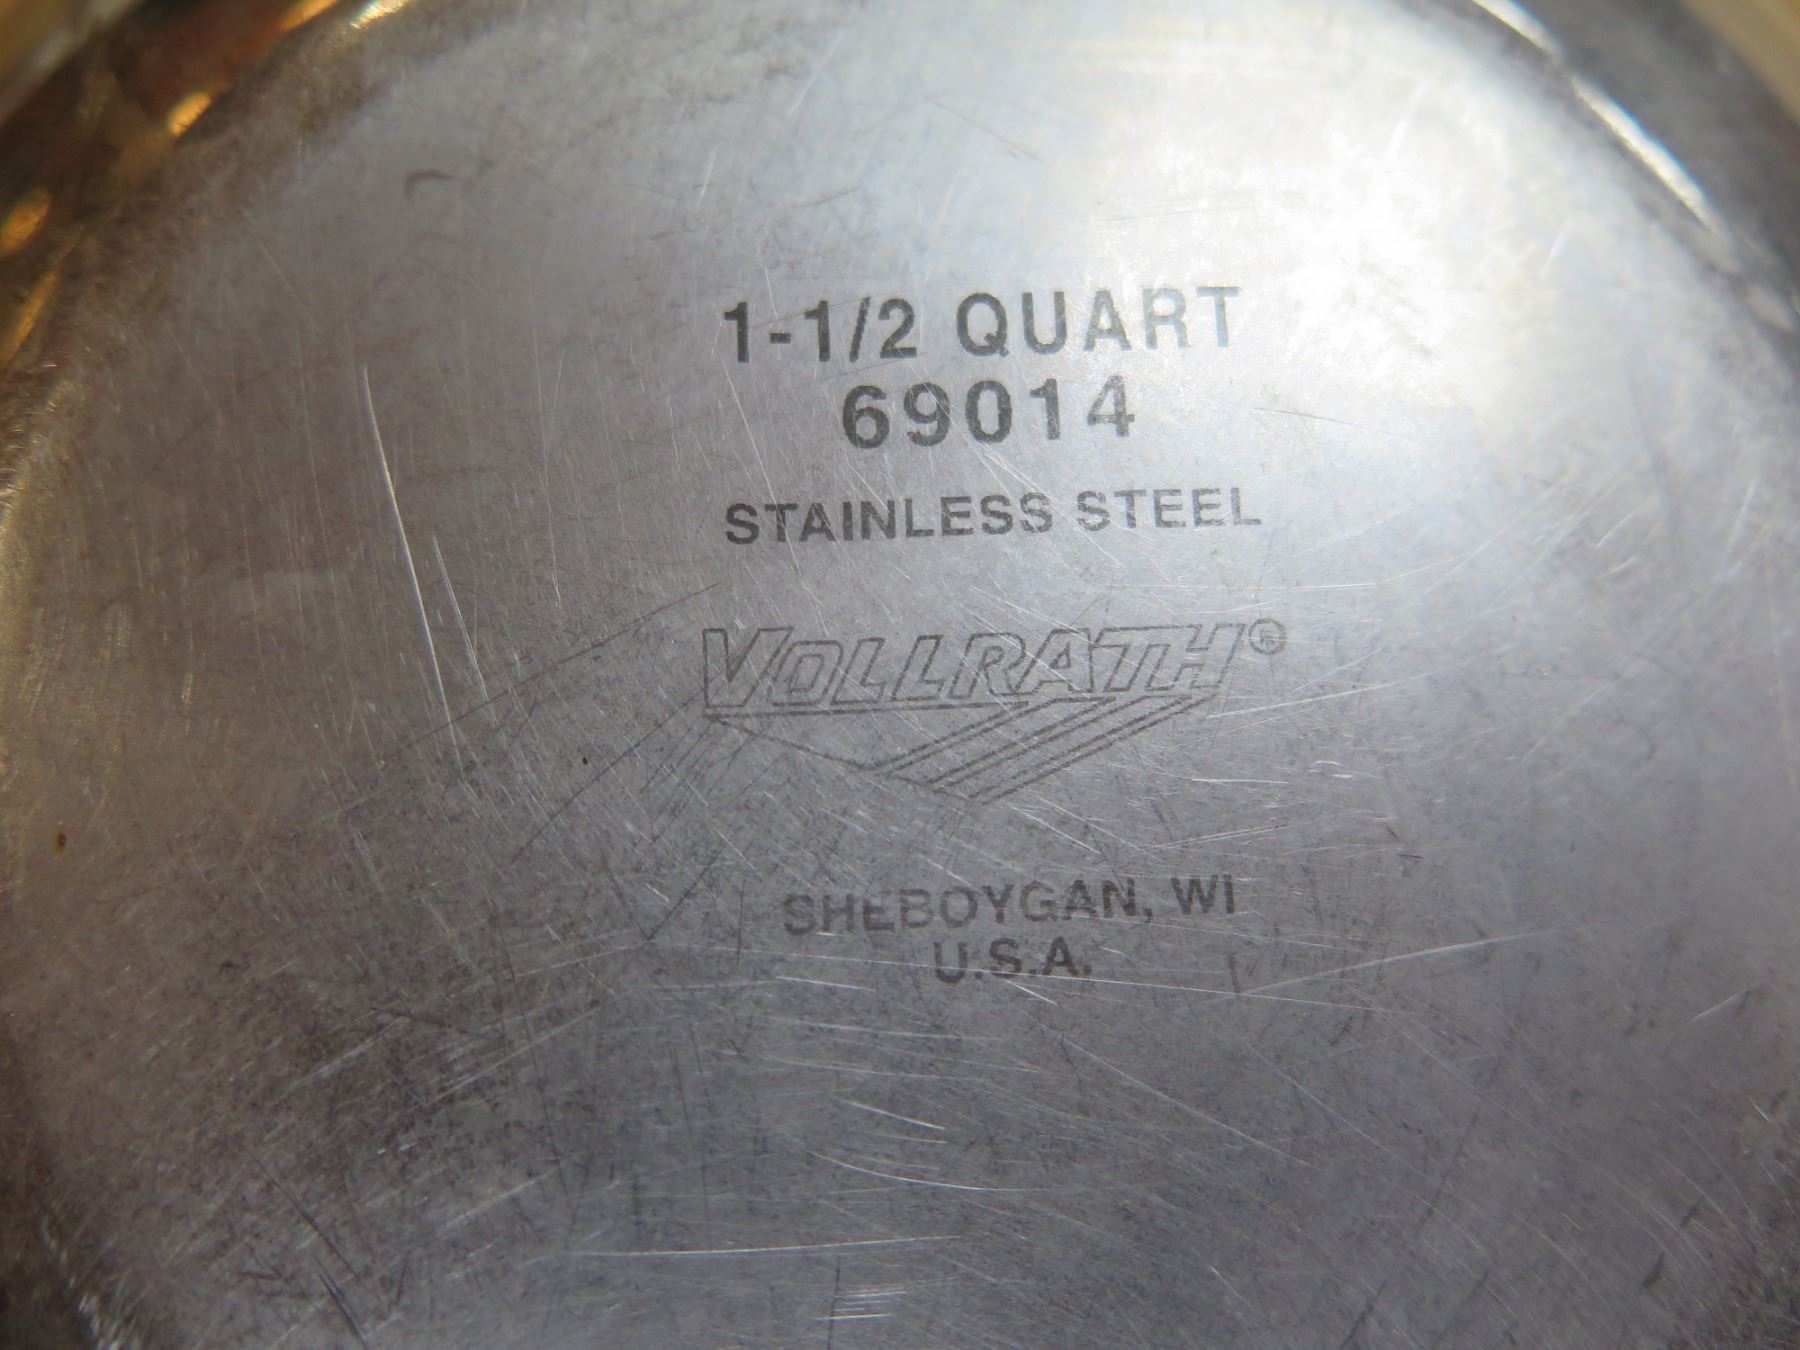 1-1/2 QUART
69014
STAINLESS STEEL
VOLLRATH®
SHEBOYGAN, WI
U.S.A.